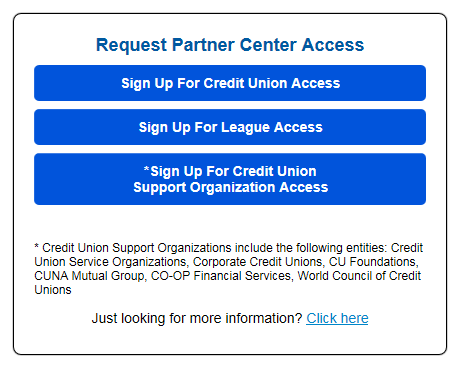 Request Partner Center Access
Sign Up For Credit Union Access
Sign Up For League Access
*Sign Up For Credit Union
Support Organization Access
* Credit Union Support Organizations include the following entities: Credit
Union Service Organizations, Corporate Credit Unions, CU Foundations,
CUNA Mutual Group, CO-OP Financial Services, World Council of Credit
Unions
Just looking for more information? Click here